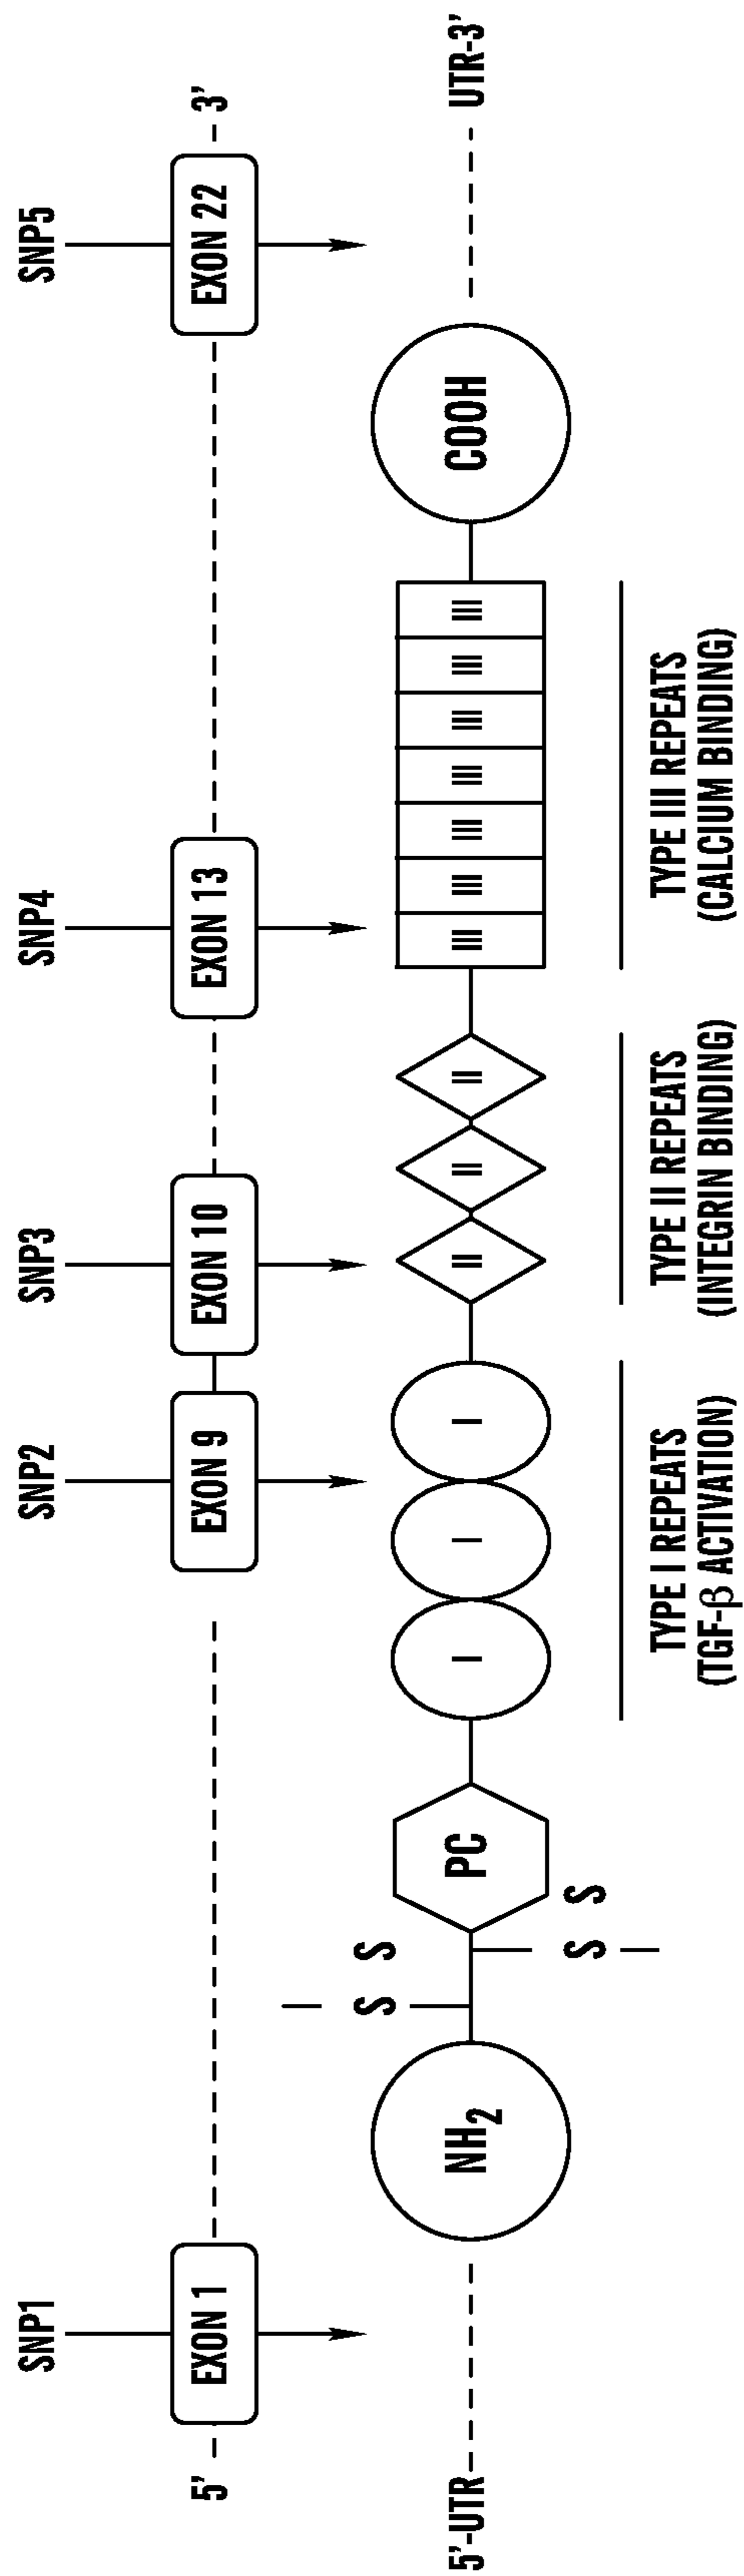 SNP1
SNP2
SNP3
SNP4
SNP5
5'
EXON 1
EXON 9
EXON 10
EXON 13
EXON 22
3'
S S
5'-UTR
NH2
PC
I
I
I
II
II
II
III
III
III
III
III
III
III
COOH
UTR-3'
S S
TYPE I REPEATS
(TGF-β ACTIVATION)
TYPE II REPEATS
(INTEGRIN BINDING)
TYPE III REPEATS
(CALCIUM BINDING)